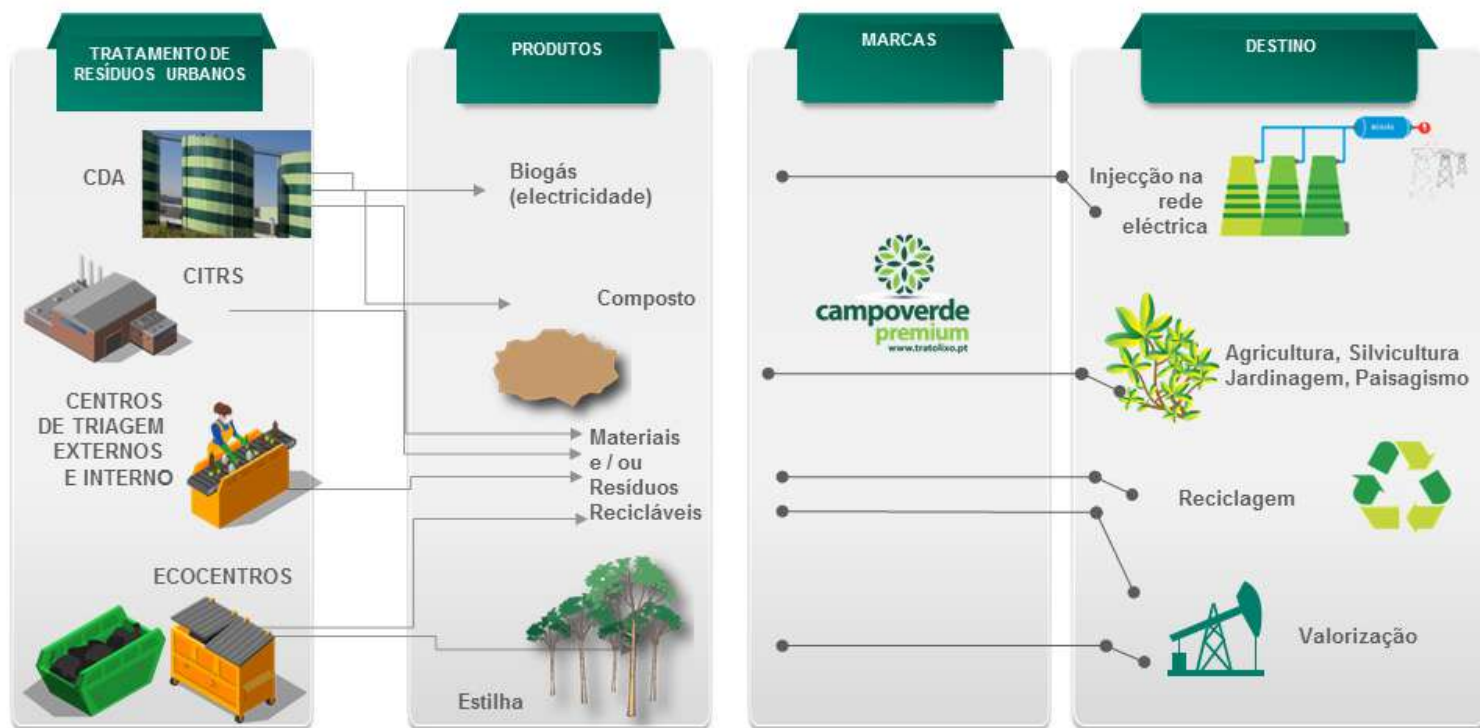 TRATAMENTO DE
RESÍDUOS URBANOS
CDA
CITRS
CENTROS
DE TRIAGEM
EXTERNOS
E INTERNO
ECOCENTROS
PRODUTOS
Biogás
(electricidade)
Composto
Materiais
e / ou
Resíduos
Recicláveis
Estilha
MARCAS
campoverde
premium
www.tratolixo.pt
DESTINO
Injecção na
rede
eléctrica
Agricultura, Silvicultura
Jardinagem, Paisagismo
Reciclagem
Valorização